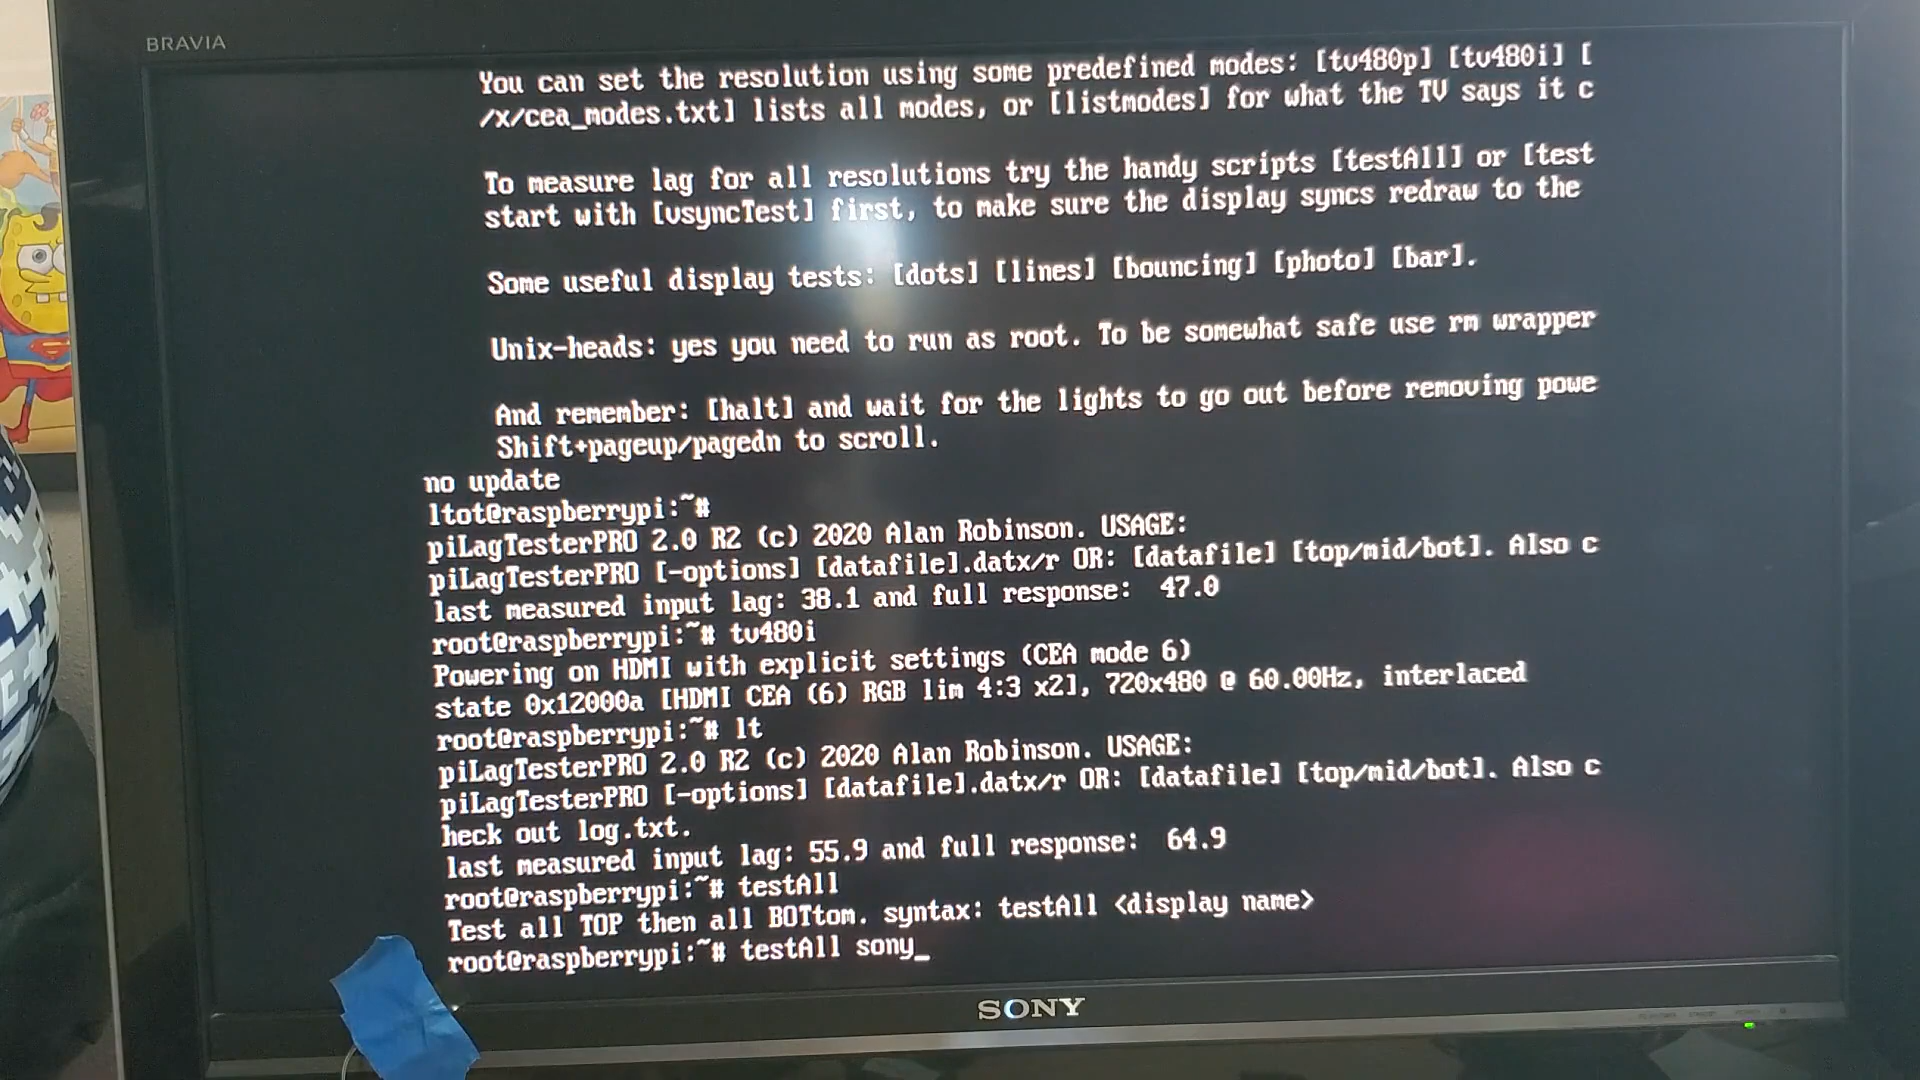 BRAVIA
You can set the resolution using some predefined modes: [tv480p] [tv480i] [
/x/cea_modes.txt] lists all modes, or [listmodes] for what the TV says it c
To measure lag for all resolutions try the handy scripts [testAll] or [test
start with [vsyncTest] first, to make sure the display syncs redraw to the
Some useful display tests: [dots] [lines] [bouncing] [photo] [bar].
Unix-heads: yes you need to run as root. To be somewhat safe use rm wrapper
And remember: [halt] and wait for the lights to go out before removing powe
Shift+pageup/pagedn to scroll.
no update
ltot@raspberrypi:~#
piLagTesterPRO 2.0 R2 (c) 2020 Alan Robinson. USAGE:
piLagTesterPRO [-options] [datafile].datx/r OR: [datafile] [top/mid/bot]. Also c
last measured input lag: 38.1 and full response:  47.0
root@raspberrypi:~# tv480i
Powering on HDMI with explicit settings (CEA mode 6)
state 0x12000a [HDMI CEA (6) RGB lim 4:3 x2], 720x480 @ 60.00Hz, interlaced
root@raspberrypi:~# lt
piLagTesterPRO 2.0 R2 (c) 2020 Alan Robinson. USAGE:
piLagTesterPRO [-options] [datafile].datx/r OR: [datafile] [top/mid/bot]. Also c
heck out log.txt.
last measured input lag: 55.9 and full response:  64.9
root@raspberrypi:~# testAll
Test all TOP then all BOTtom. syntax: testAll <display name>
root@raspberrypi:~# testAll sony_
SONY